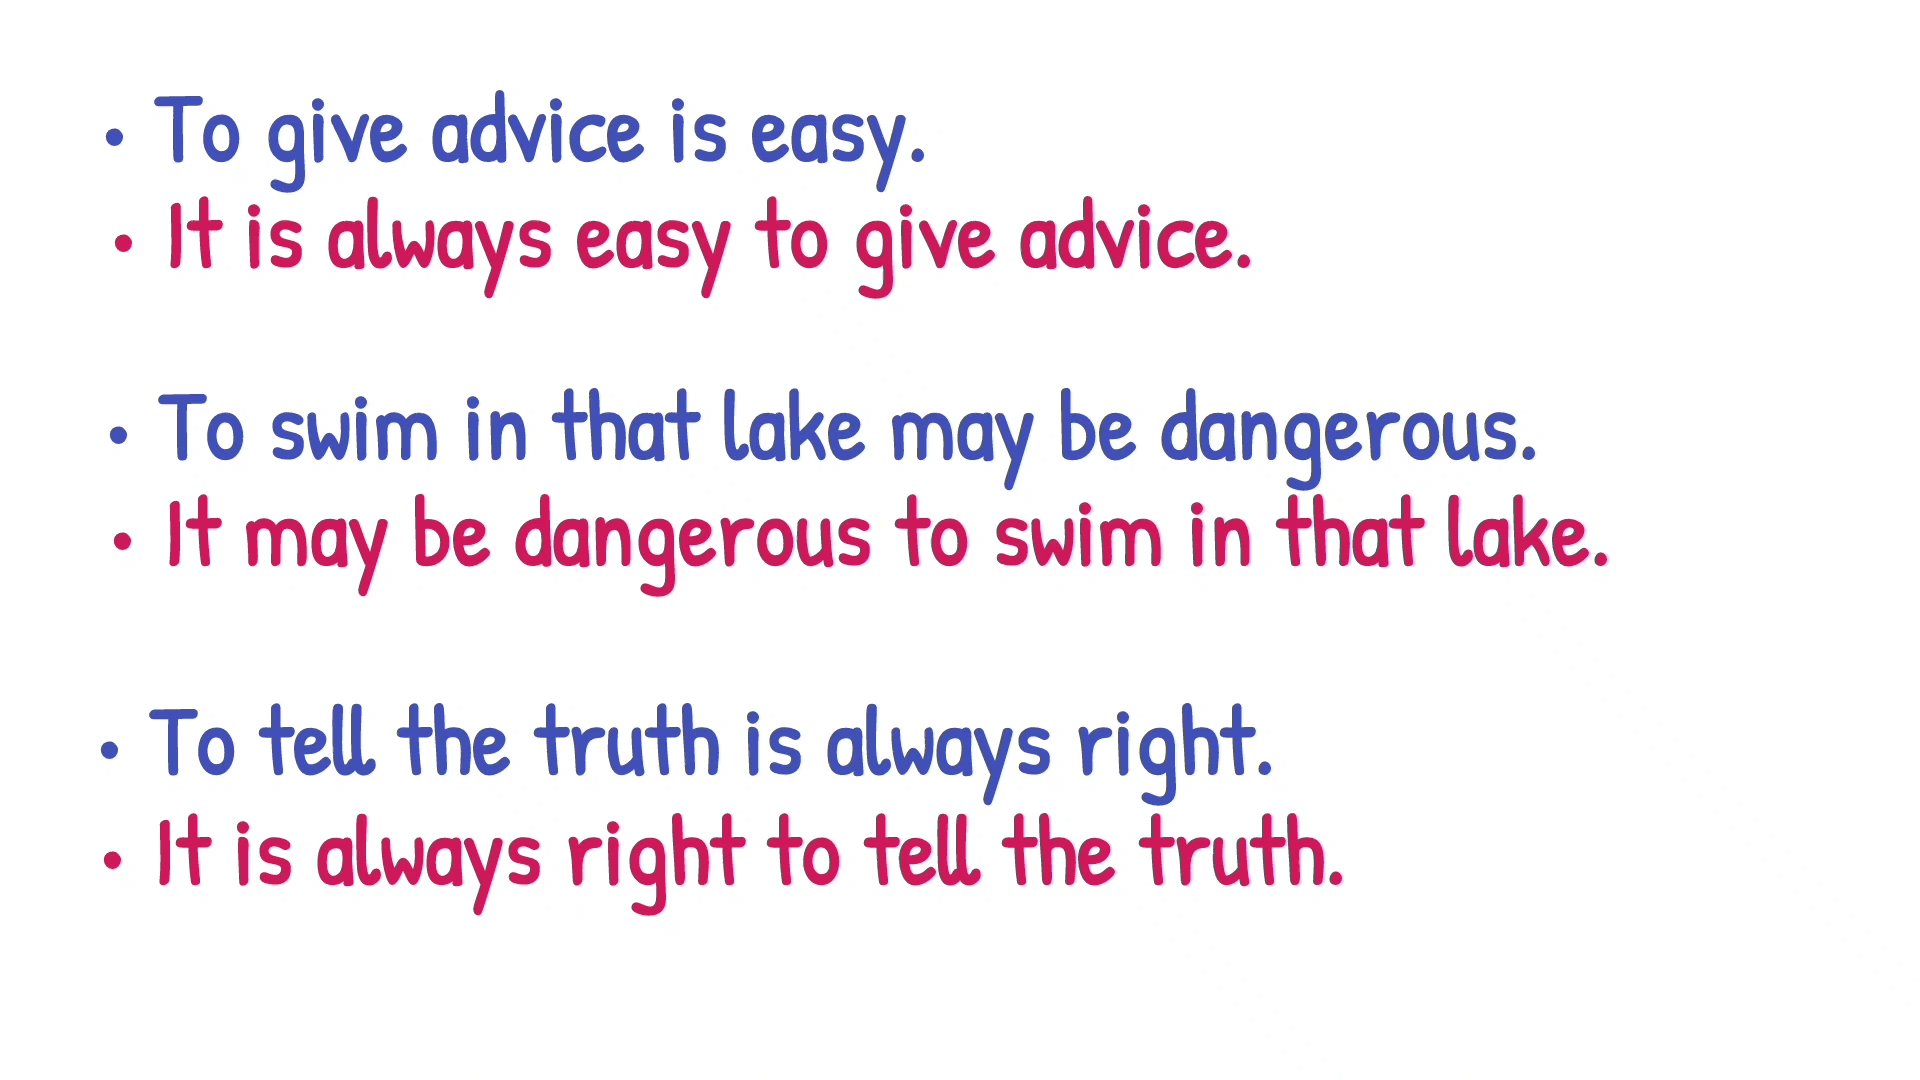 • To give advice is easy.
• It is always easy to give advice.
• To swim in that lake may be dangerous.
• It may be dangerous to swim in that lake.
• To tell the truth is always right.
• It is always right to tell the truth.